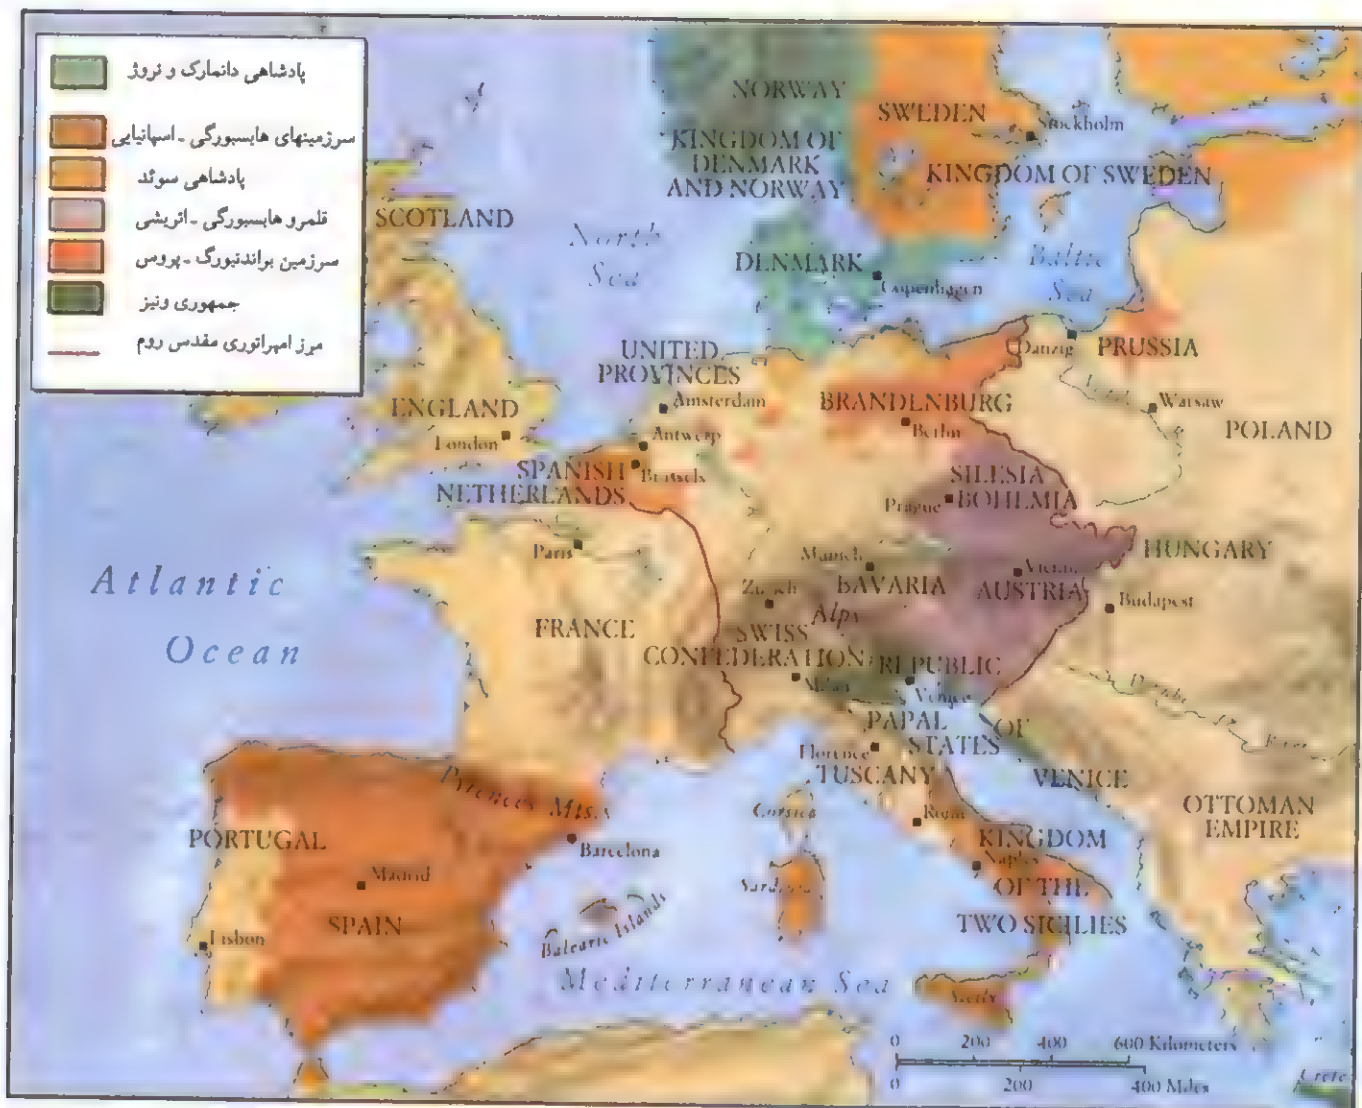 پادشاهی دانمارک و نروژ
سرزمینهای هابسبورگی ـ اسپانیایی
پادشاهی سوئد
قلمرو هابسبورگی ـ اتریشی
سرزمین براندنبورگ ـ پروس
جمهوری ونیز
مرز امپراتوری مقدس روم
NORWAY
KINGDOM OF
DENMARK
AND NORWAY
SWEDEN
Stockholm
KINGDOM OF SWEDEN
SCOTLAND
North
Sea
DENMARK
Copenhagen
Baltic
Sea
UNITED
PROVINCES
Danzig
PRUSSIA
ENGLAND
London
Amsterdam
Antwerp
BRANDENBURG
Berlin
Warsaw
POLAND
SPANISH
NETHERLANDS
Brussels
SILESIA
BOHEMIA
Prague
Paris
Munich
BAVARIA
Vienna
AUSTRIA
HUNGARY
Budapest
Atlantic
Ocean
FRANCE
Zurich
Alps
SWISS
CONFEDERATION
REPUBLIC
OF
VENICE
Milan
Venice
Danube
River
PAPAL
STATES
Florence
TUSCANY
Pyrenees Mts.
Corsica
Rome
OTTOMAN
EMPIRE
PORTUGAL
Barcelona
KINGDOM
OF THE
TWO SICILIES
Naples
Madrid
Sardinia
SPAIN
Lisbon
Balearic Islands
Mediterranean Sea
Sicily
0 200 400 600 Kilometers
0 200 400 Miles
Crete